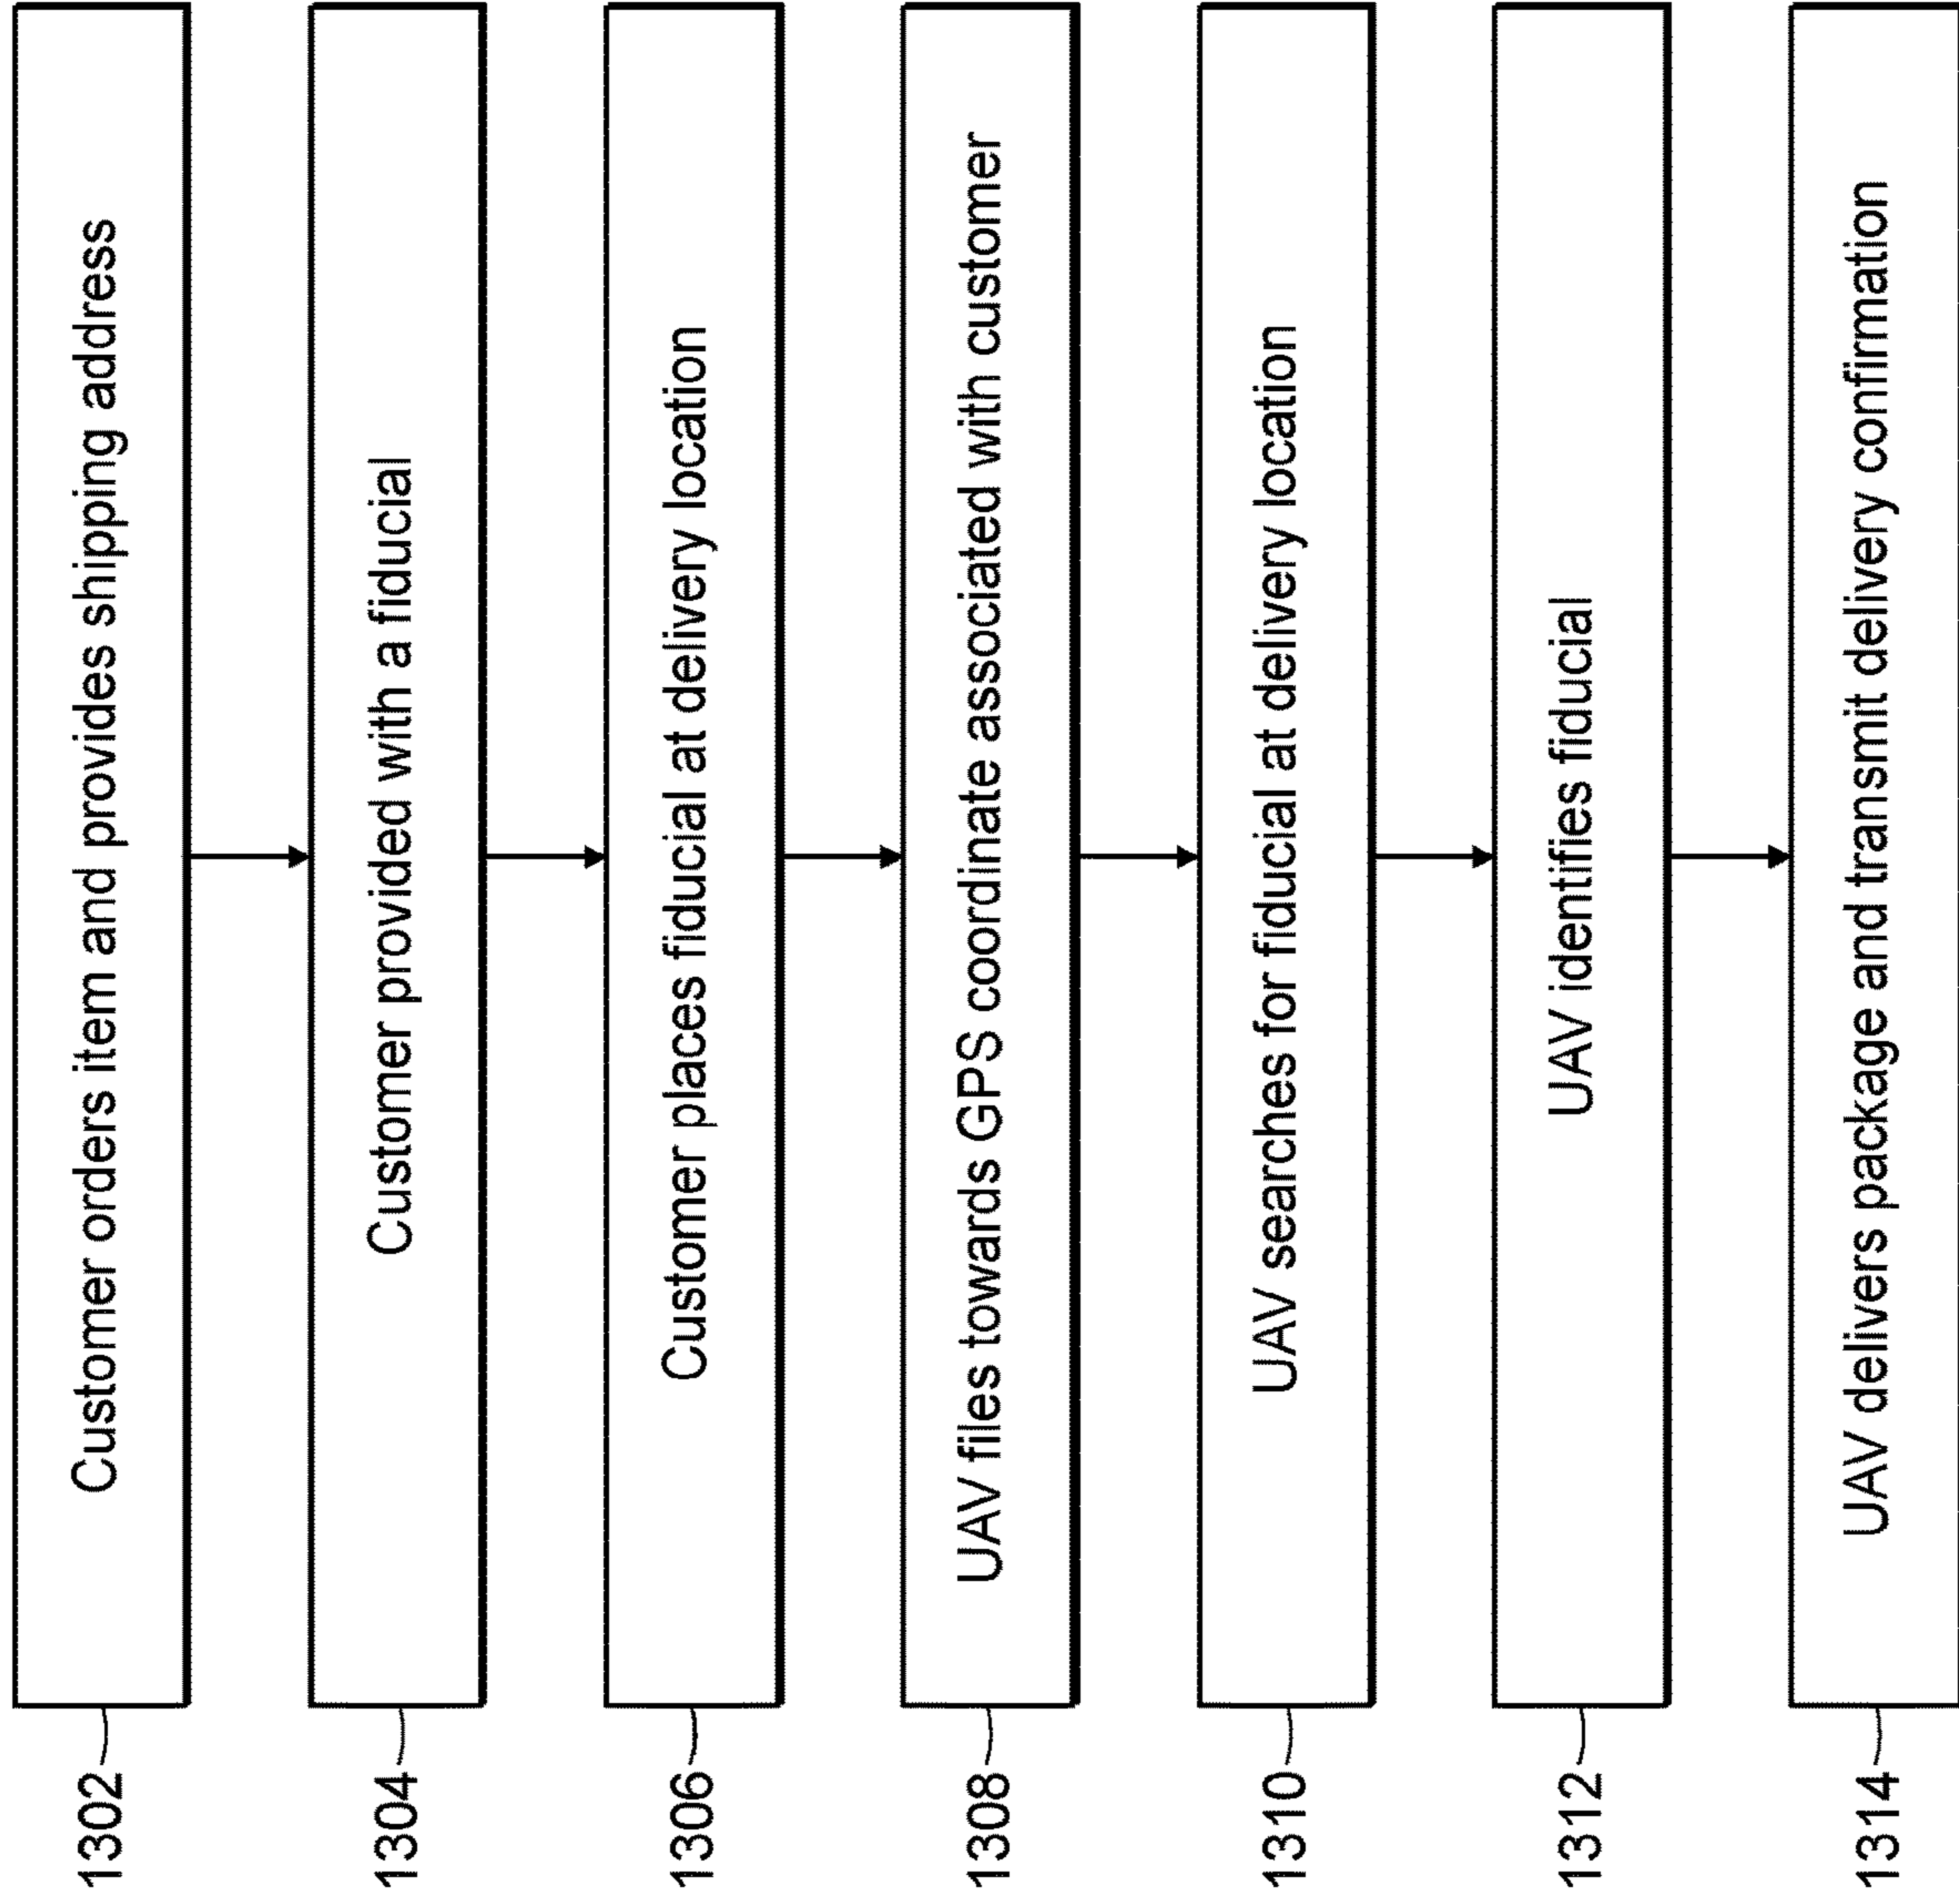 1302
Customer orders item and provides shipping address
1304
Customer provided with a fiducial
1306
Customer places fiducial at delivery location
1308
UAV files towards GPS coordinate associated with customer
1310
UAV searches for fiducial at delivery location
1312
UAV identifies fiducial
1314
UAV delivers package and transmit delivery confirmation